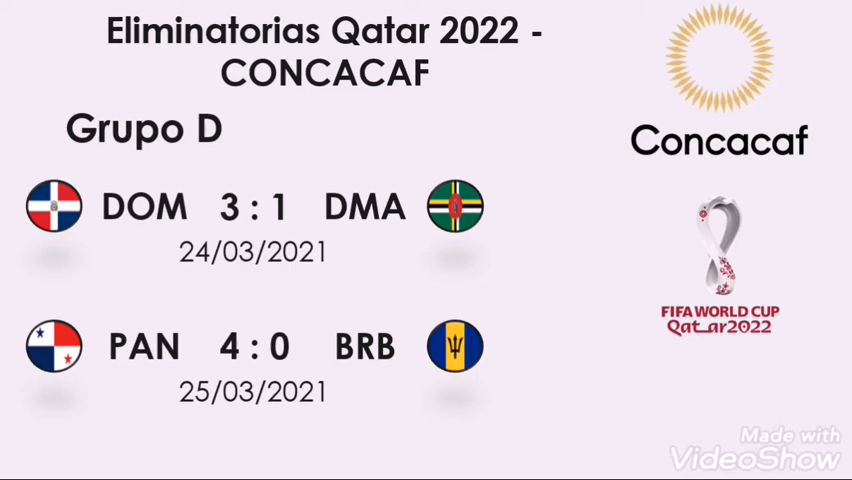 Eliminatorias Qatar 2022 -
CONCACAF
Grupo D
DOM 3 : 1 DMA
24/03/2021
PAN 4 : 0 BRB
25/03/2021
Concacaf
FIFA WORLD CUP
Qatar2022
Made with
VideoShow